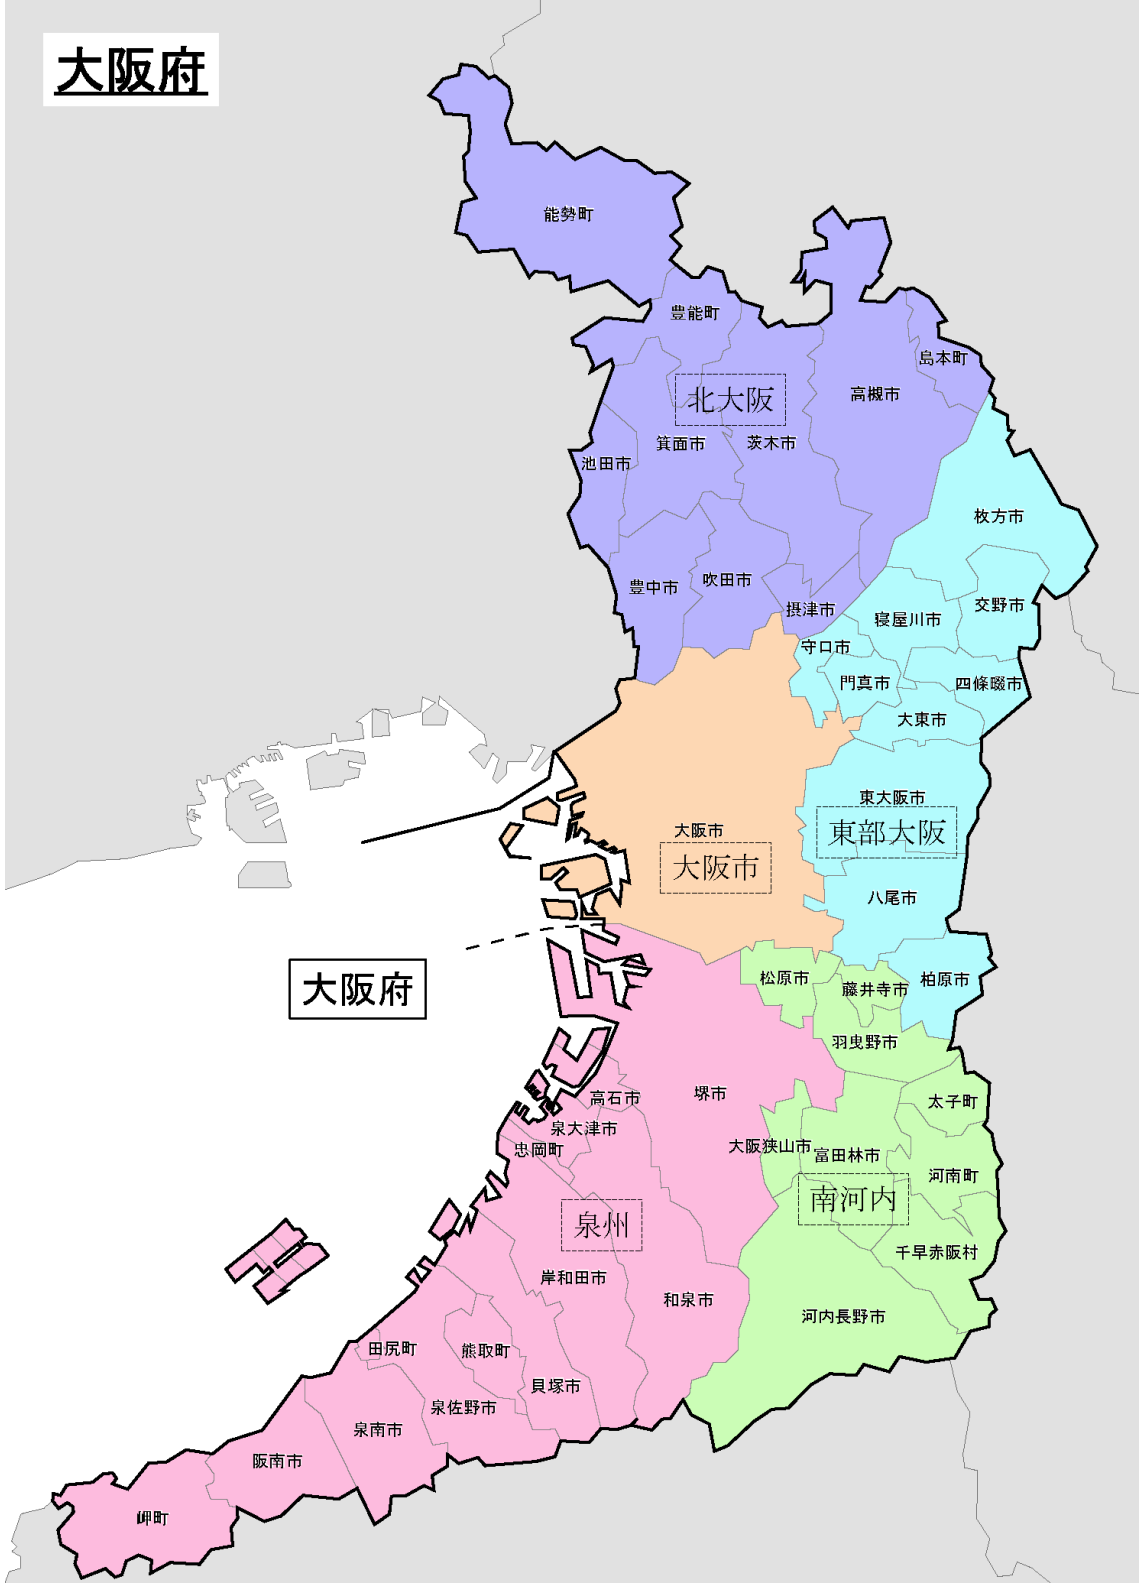 大阪府
能勢町
豊能町
島本町
北大阪
高槻市
箕面市
茨木市
池田市
枚方市
吹田市
豊中市
摂津市
交野市
寝屋川市
守口市
門真市
四條畷市
大東市
東大阪市
大阪市
東部大阪
大阪市
八尾市
松原市
柏原市
大阪府
藤井寺市
羽曳野市
堺市
高石市
太子町
泉大津市
忠岡町
大阪狭山市
富田林市
河南町
南河内
泉州
千早赤阪村
岸和田市
和泉市
河内長野市
田尻町
熊取町
貝塚市
泉佐野市
泉南市
阪南市
岬町